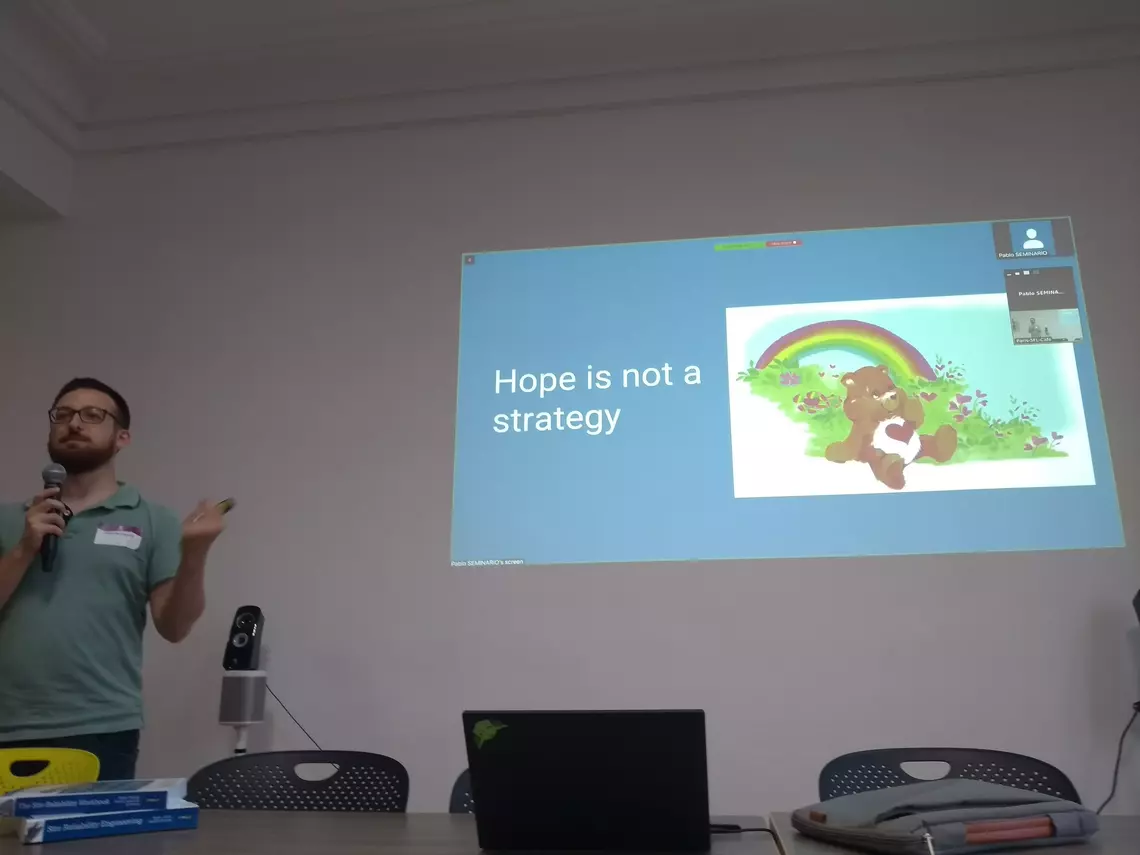 Pablo SEMINARIO
Pablo SEMINA...
Hope is not a
strategy
Pablo SEMINARIO's screen
The Site Reliability Workbook
Site Reliability Engineering